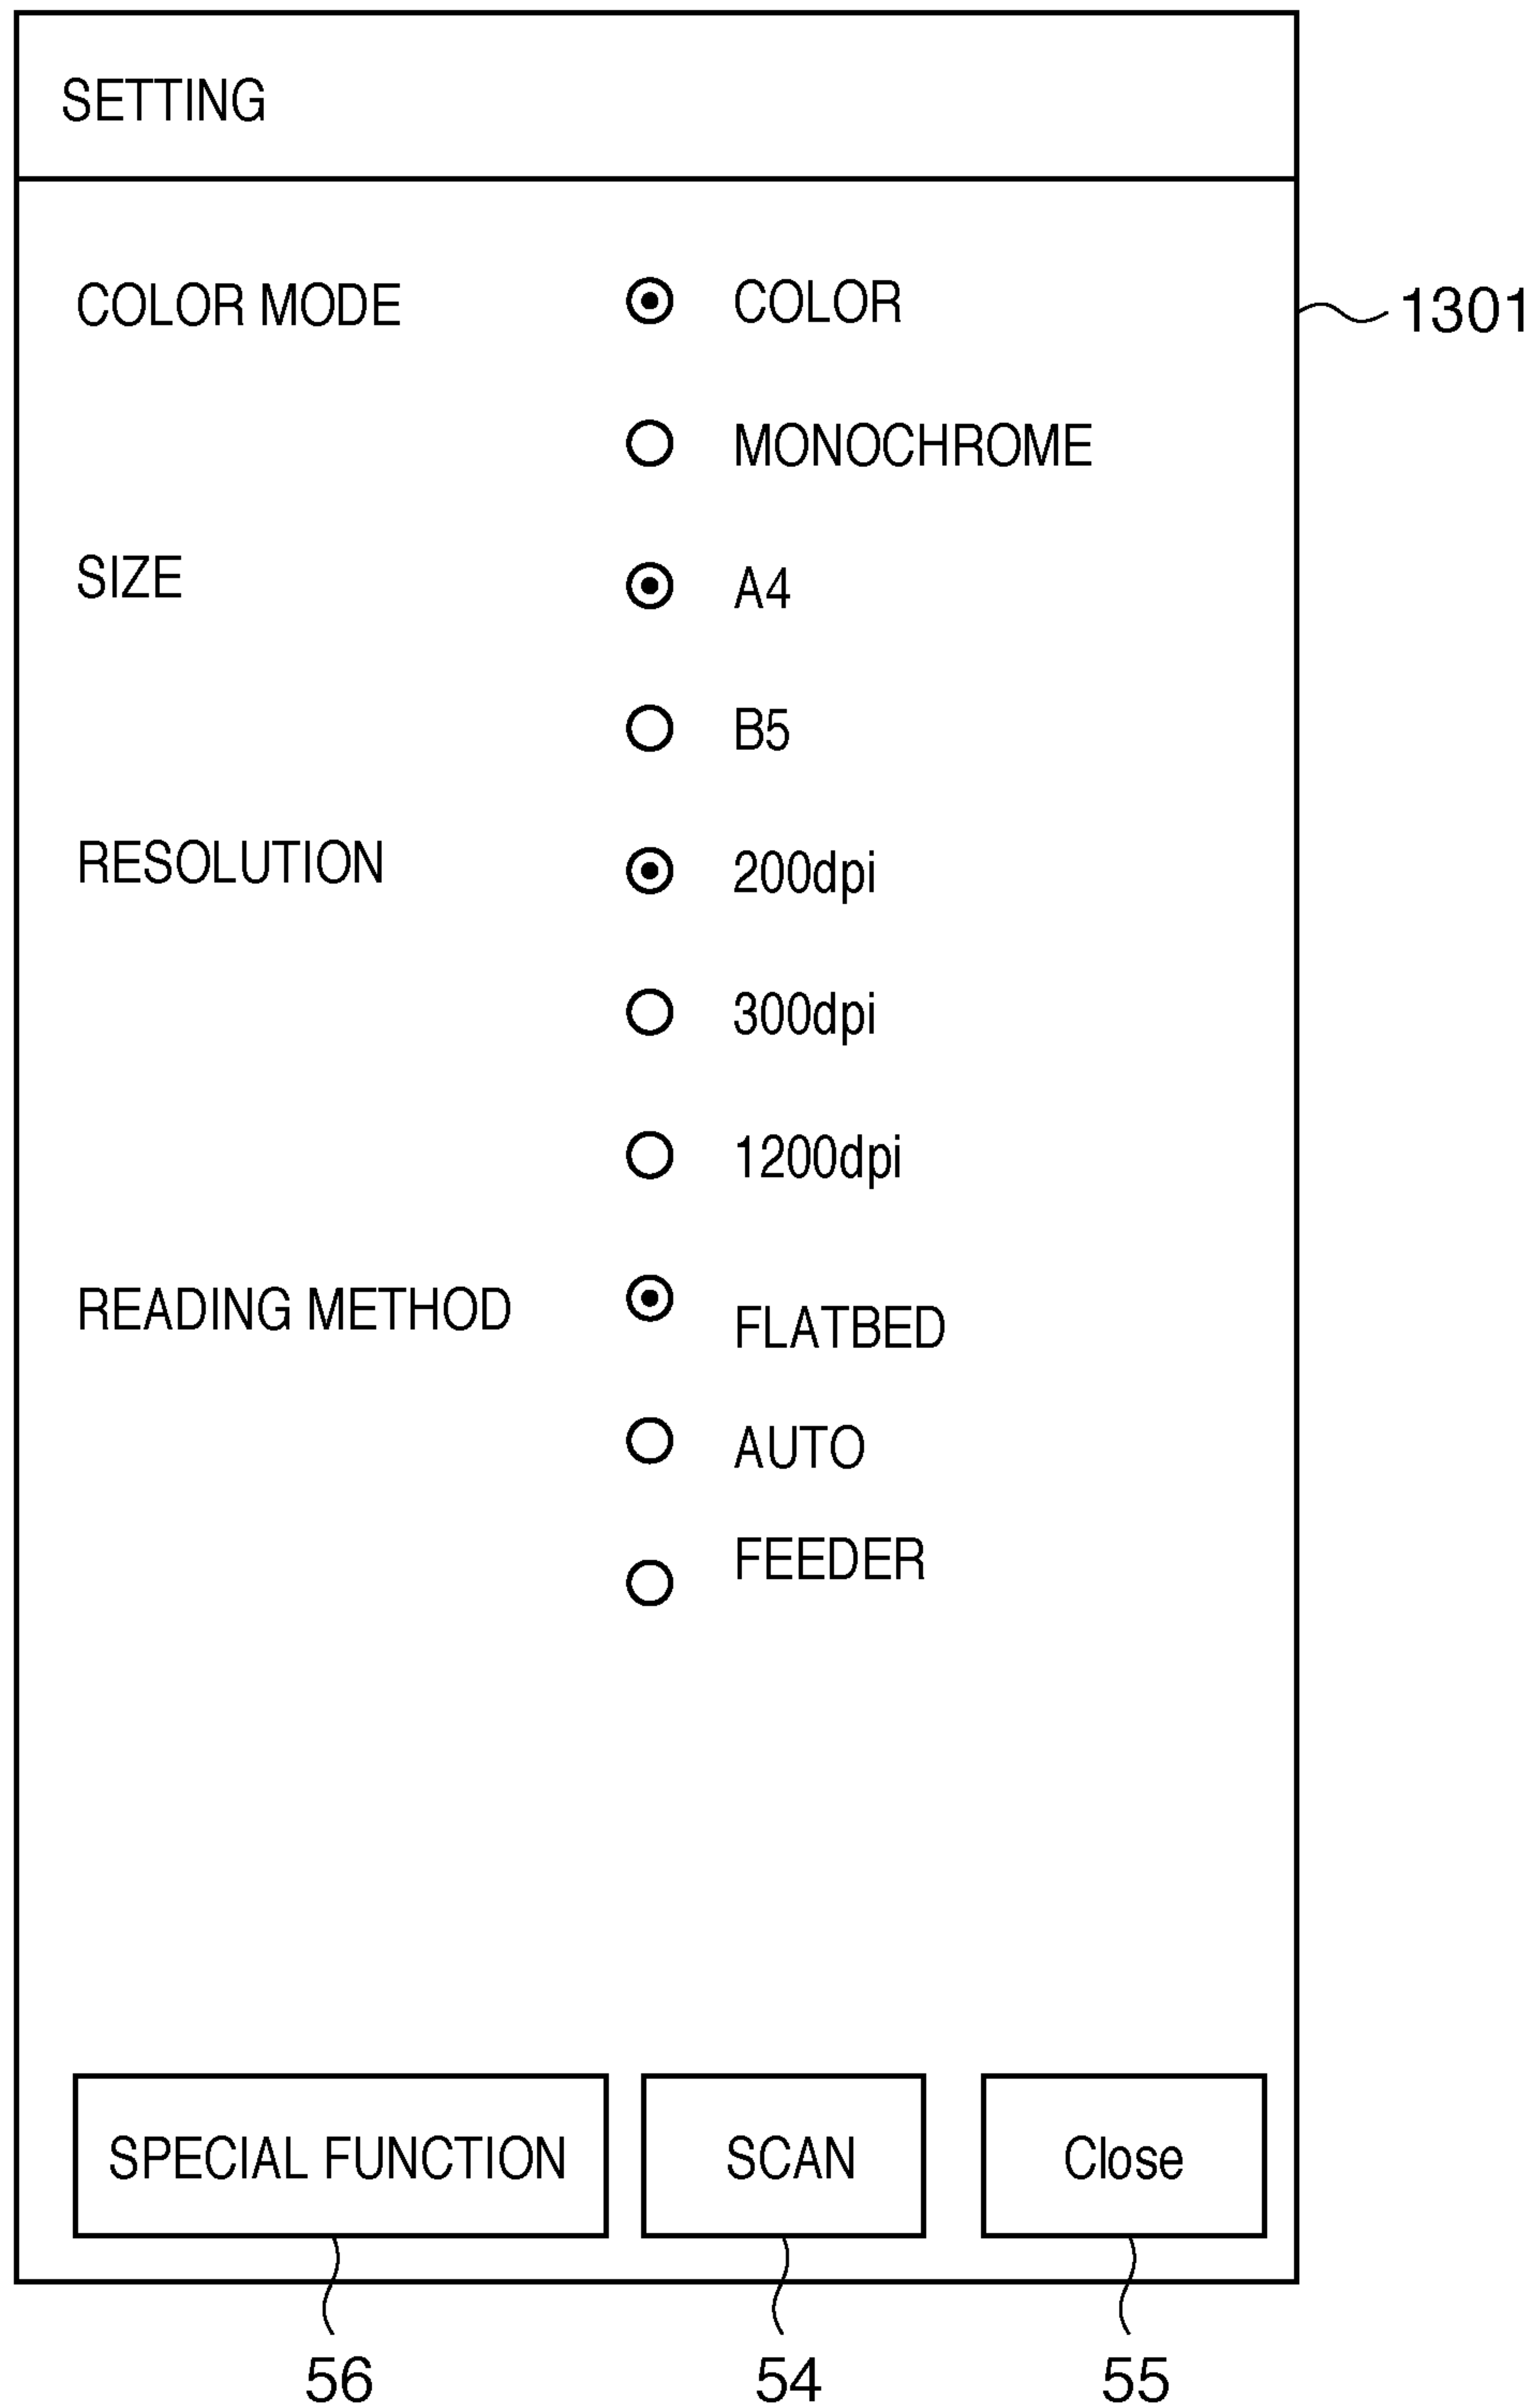 SETTING
COLOR MODE COLOR 1301
MONOCHROME
SIZE A4
B5
RESOLUTION 200dpi
300dpi
1200dpi
READING METHOD FLATBED
AUTO
FEEDER
SPECIAL FUNCTION SCAN Close
56 54 55